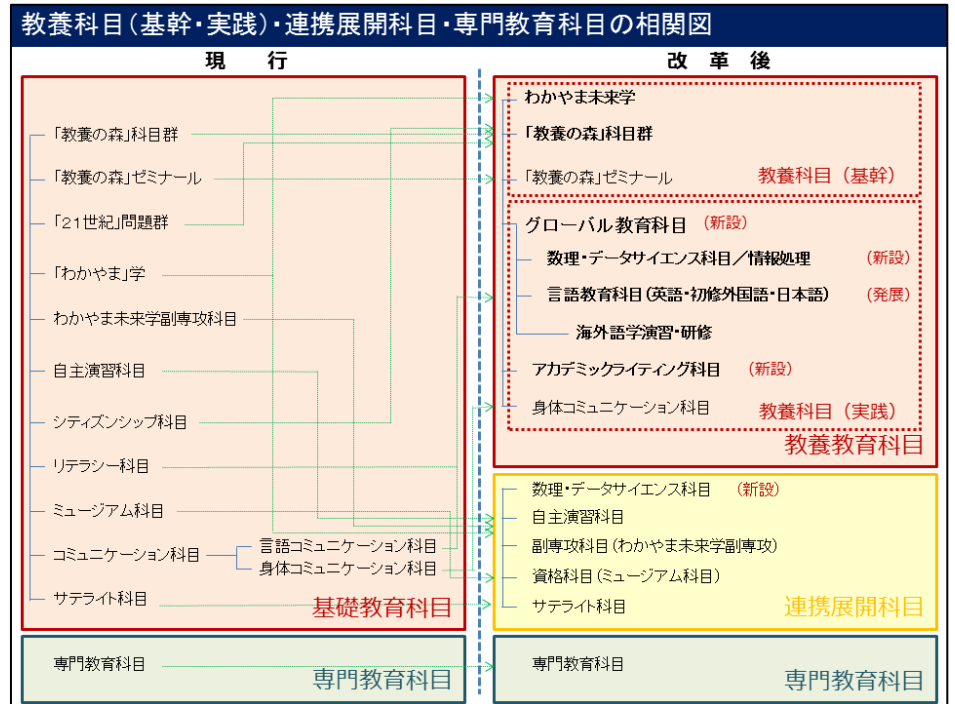 教養科目(基幹・実践)・連携展開科目・専門教育科目の相関図
現 行
「教養の森」科目群
「教養の森」ゼミナール
「21世紀」問題群
「わかやま」学
わかやま未来学副専攻科目
自主演習科目
シティズンシップ科目
リテラシー科目
ミュージアム科目
コミュニケーション科目
言語コミュニケーション科目
身体コミュニケーション科目
サテライト科目
基礎教育科目
専門教育科目
専門教育科目
改 革 後
わかやま未来学
「教養の森」科目群
「教養の森」ゼミナール
教養科目(基幹)
グローバル教育科目 (新設)
数理・データサイエンス科目/情報処理 (新設)
言語教育科目(英語・初修外国語・日本語) (発展)
海外語学演習・研修
アカデミックライティング科目 (新設)
身体コミュニケーション科目
教養科目(実践)
教養教育科目
数理・データサイエンス科目 (新設)
自主演習科目
副専攻科目(わかやま未来学副専攻)
資格科目(ミュージアム科目)
サテライト科目
連携展開科目
専門教育科目
専門教育科目